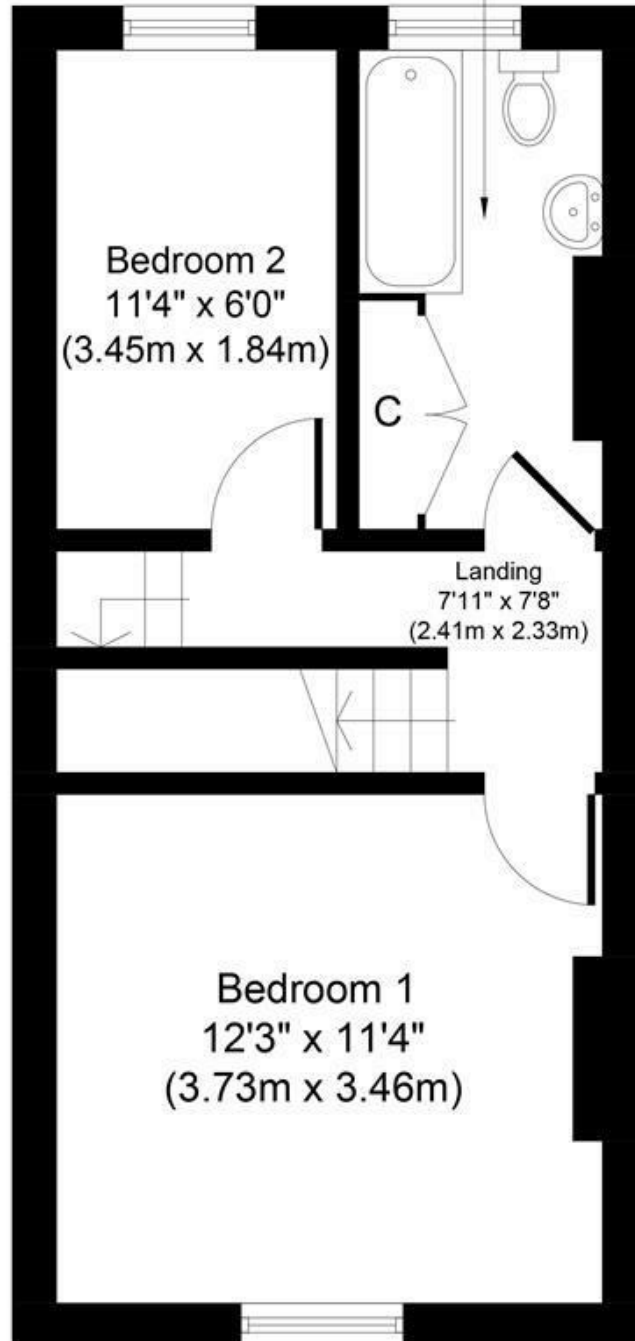 Bedroom 2
11'4" x 6'0"
(3.45m x 1.84m)
C
Landing
7'11" x 7'8"
(2.41m x 2.33m)
Bedroom 1
12'3" x 11'4"
(3.73m x 3.46m)